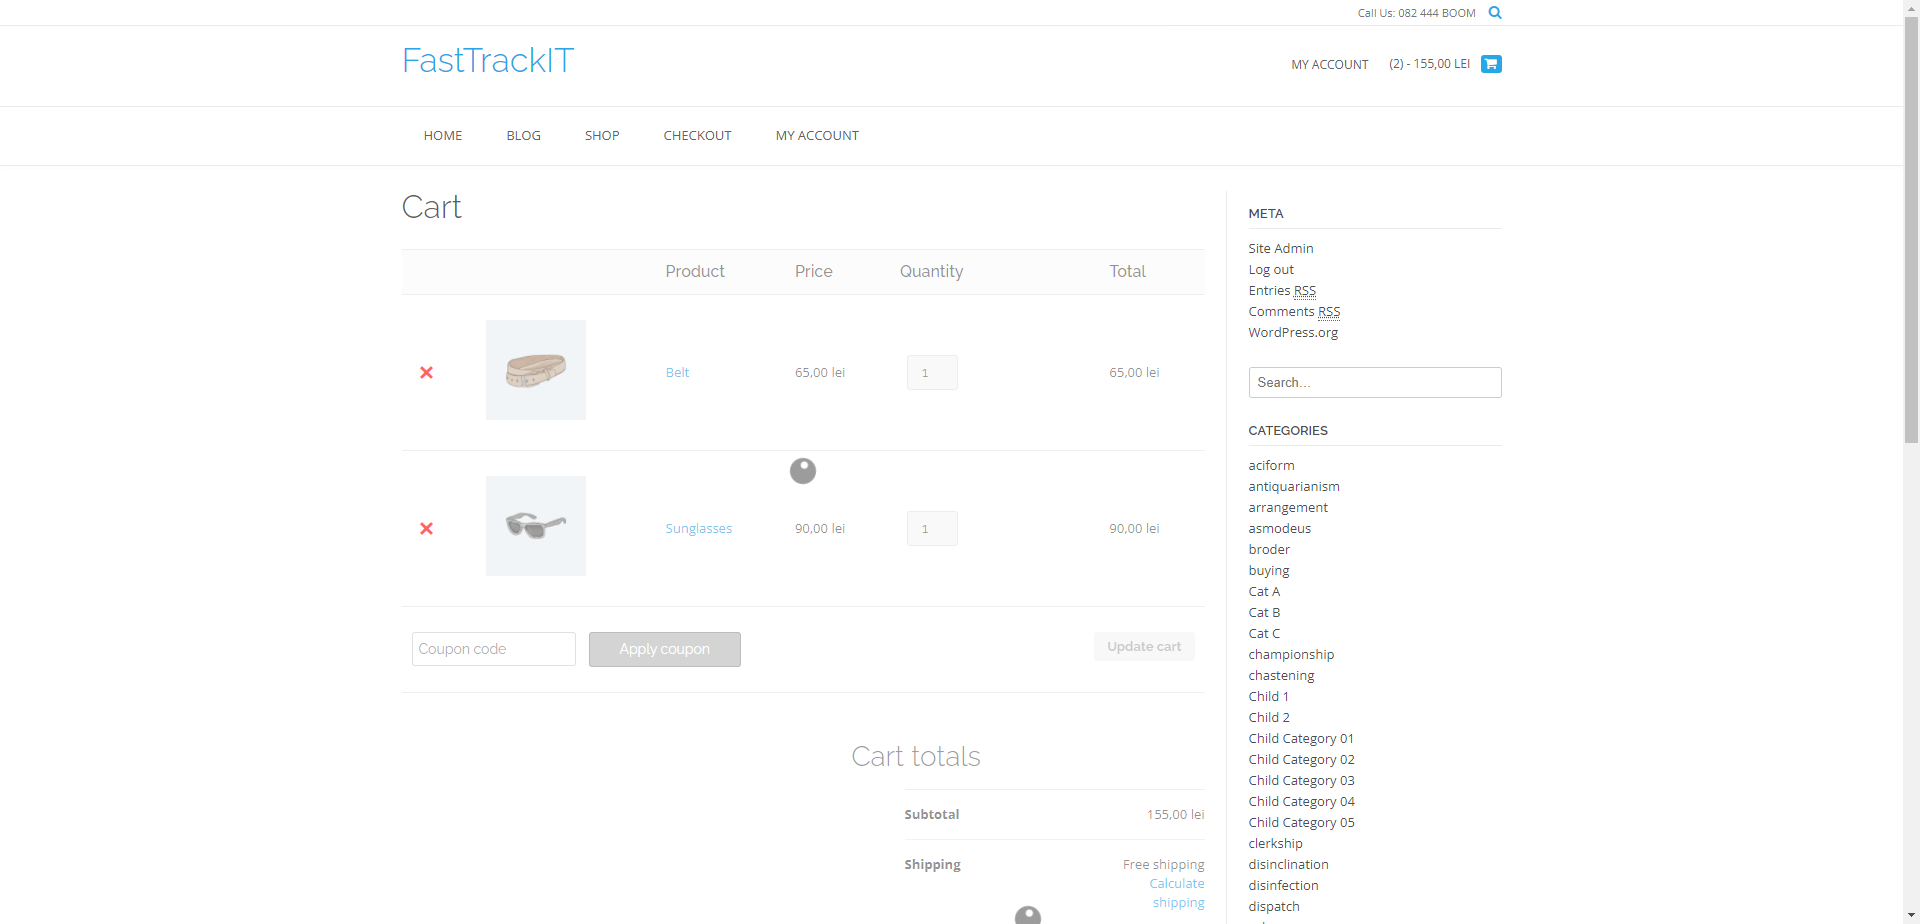 Call Us: 082 444 BOOM
FastTrackIT
MY ACCOUNT
(2) - 155,00 LEI
HOME
BLOG
SHOP
CHECKOUT
MY ACCOUNT
Cart
Product Price Quantity Total
Belt 65,00 lei 1 65,00 lei
Sunglasses 90,00 lei 1 90,00 lei
Coupon code
Apply coupon
Update cart
Cart totals
Subtotal 155,00 lei
Shipping Free shipping
Calculate
shipping
META
Site Admin
Log out
Entries RSS
Comments RSS
WordPress.org
Search…
CATEGORIES
aciform
antiquarianism
arrangement
asmodeus
broder
buying
Cat A
Cat B
Cat C
championship
chastening
Child 1
Child 2
Child Category 01
Child Category 02
Child Category 03
Child Category 04
Child Category 05
clerkship
disinclination
disinfection
dispatch